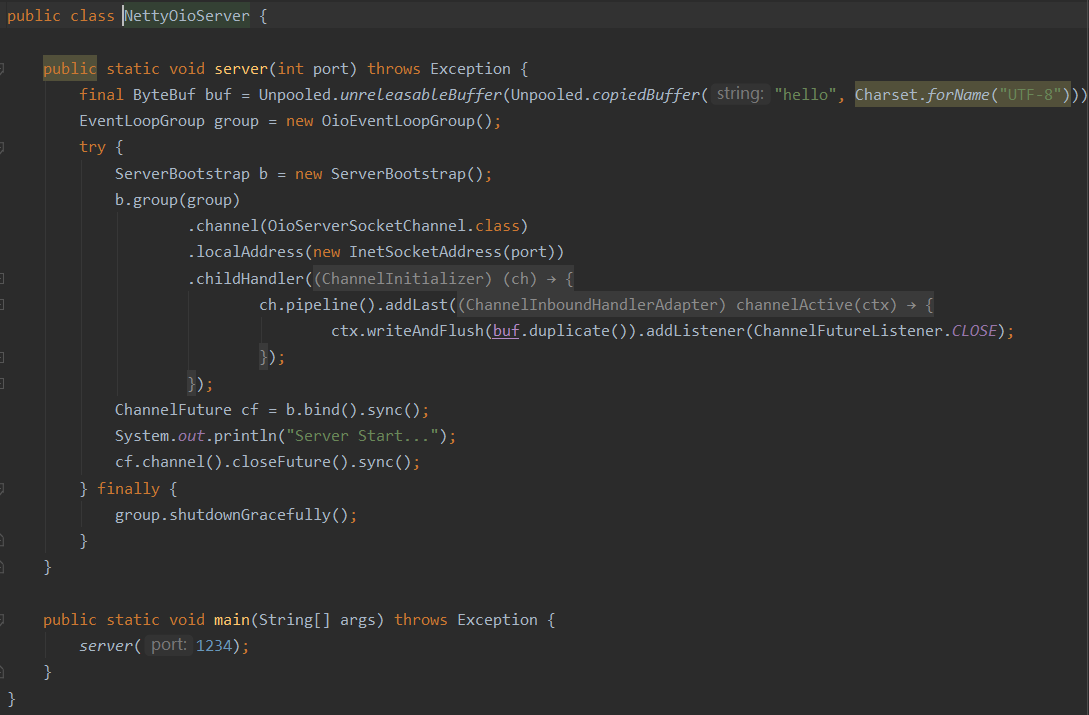 public class NettyOioServer {
public static void server(int port) throws Exception {
final ByteBuf buf = Unpooled.unreleasableBuffer(Unpooled.copiedBuffer( string: "hello", Charset.forName("UTF-8")))
EventLoopGroup group = new OioEventLoopGroup();
try {
ServerBootstrap b = new ServerBootstrap();
b.group(group)
.channel(OioServerSocketChannel.class)
.localAddress(new InetSocketAddress(port))
.childHandler((ChannelInitializer) (ch) → {
ch.pipeline().addLast((ChannelInboundHandlerAdapter) channelActive(ctx) → {
ctx.writeAndFlush(buf.duplicate()).addListener(ChannelFutureListener.CLOSE);
});
});
ChannelFuture cf = b.bind().sync();
System.out.println("Server Start...");
cf.channel().closeFuture().sync();
} finally {
group.shutdownGracefully();
}
}
public static void main(String[] args) throws Exception {
server( port: 1234);
}
}